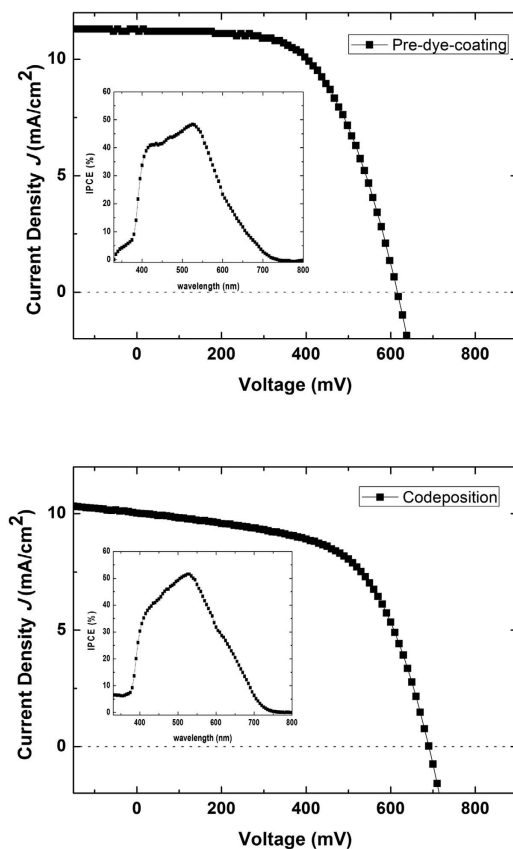 Pre-dye-coating
Current Density J (mA/cm²)
10
5
0
60
50
40
30
20
10
0
IPCE (%)
400 500 600 700 800
wavelength (nm)
0 200 400 600 800
Voltage (mV)
Codeposition
Current Density J (mA/cm²)
10
5
0
60
50
40
30
20
10
0
IPCE (%)
400 500 600 700 800
wavelength (nm)
0 200 400 600 800
Voltage (mV)